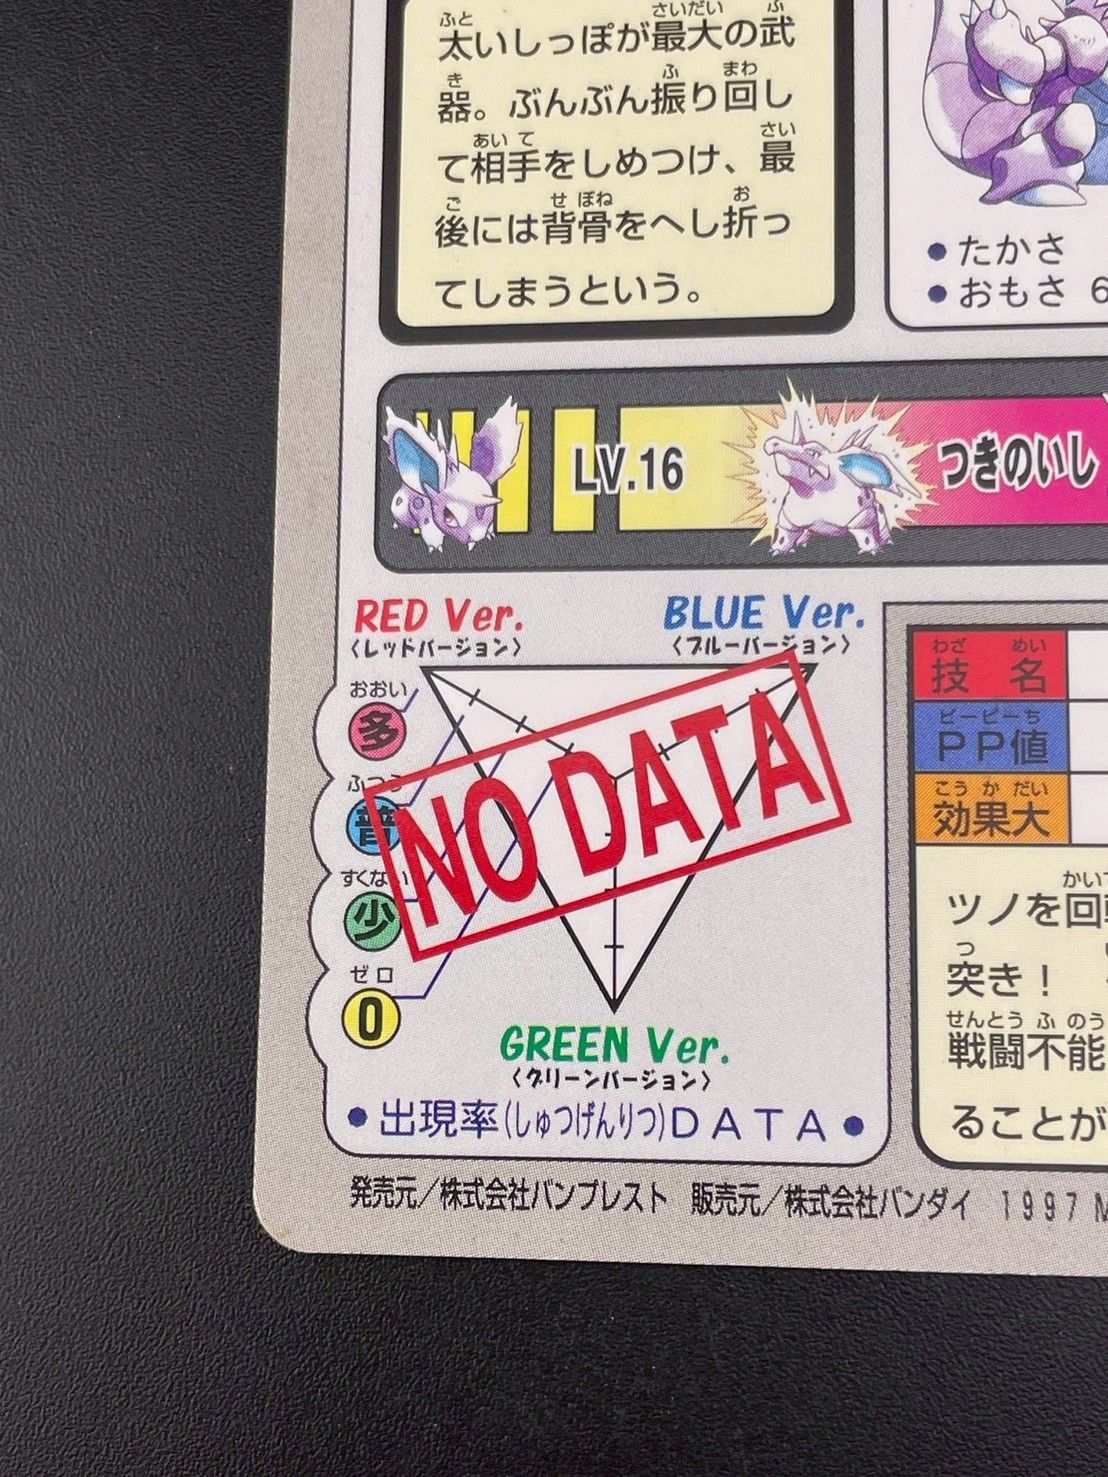 太いしっぽが最大の武
器。ぶんぶん振り回し
て相手をしめつけ、最
後には背骨をへし折っ
てしまうという。
たかさ
おもさ 6
LV.16
つきのいし
RED Ver.
〈レッドバージョン〉
BLUE Ver.
〈ブルーバージョン〉
おおい
多
ふつう
普
すくない
少
ゼロ
0
NO DATA
GREEN Ver.
〈グリーンバージョン〉
出現率(しゅつげんりつ)DATA
技名
PP値
効果大
ツノを回
突き!
戦闘不能
ることが
発売元/株式会社バンプレスト 販売元/株式会社バンダイ 1997 M